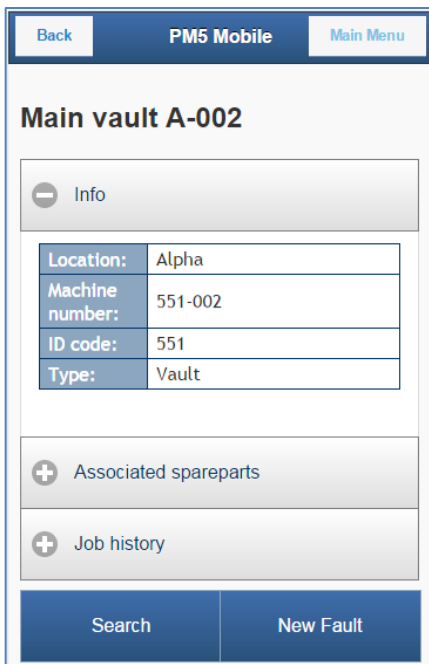 Back PM5 Mobile Main Menu
Main vault A-002
Info
Location: Alpha
Machine number: 551-002
ID code: 551
Type: Vault
Associated spareparts
Job history
Search New Fault